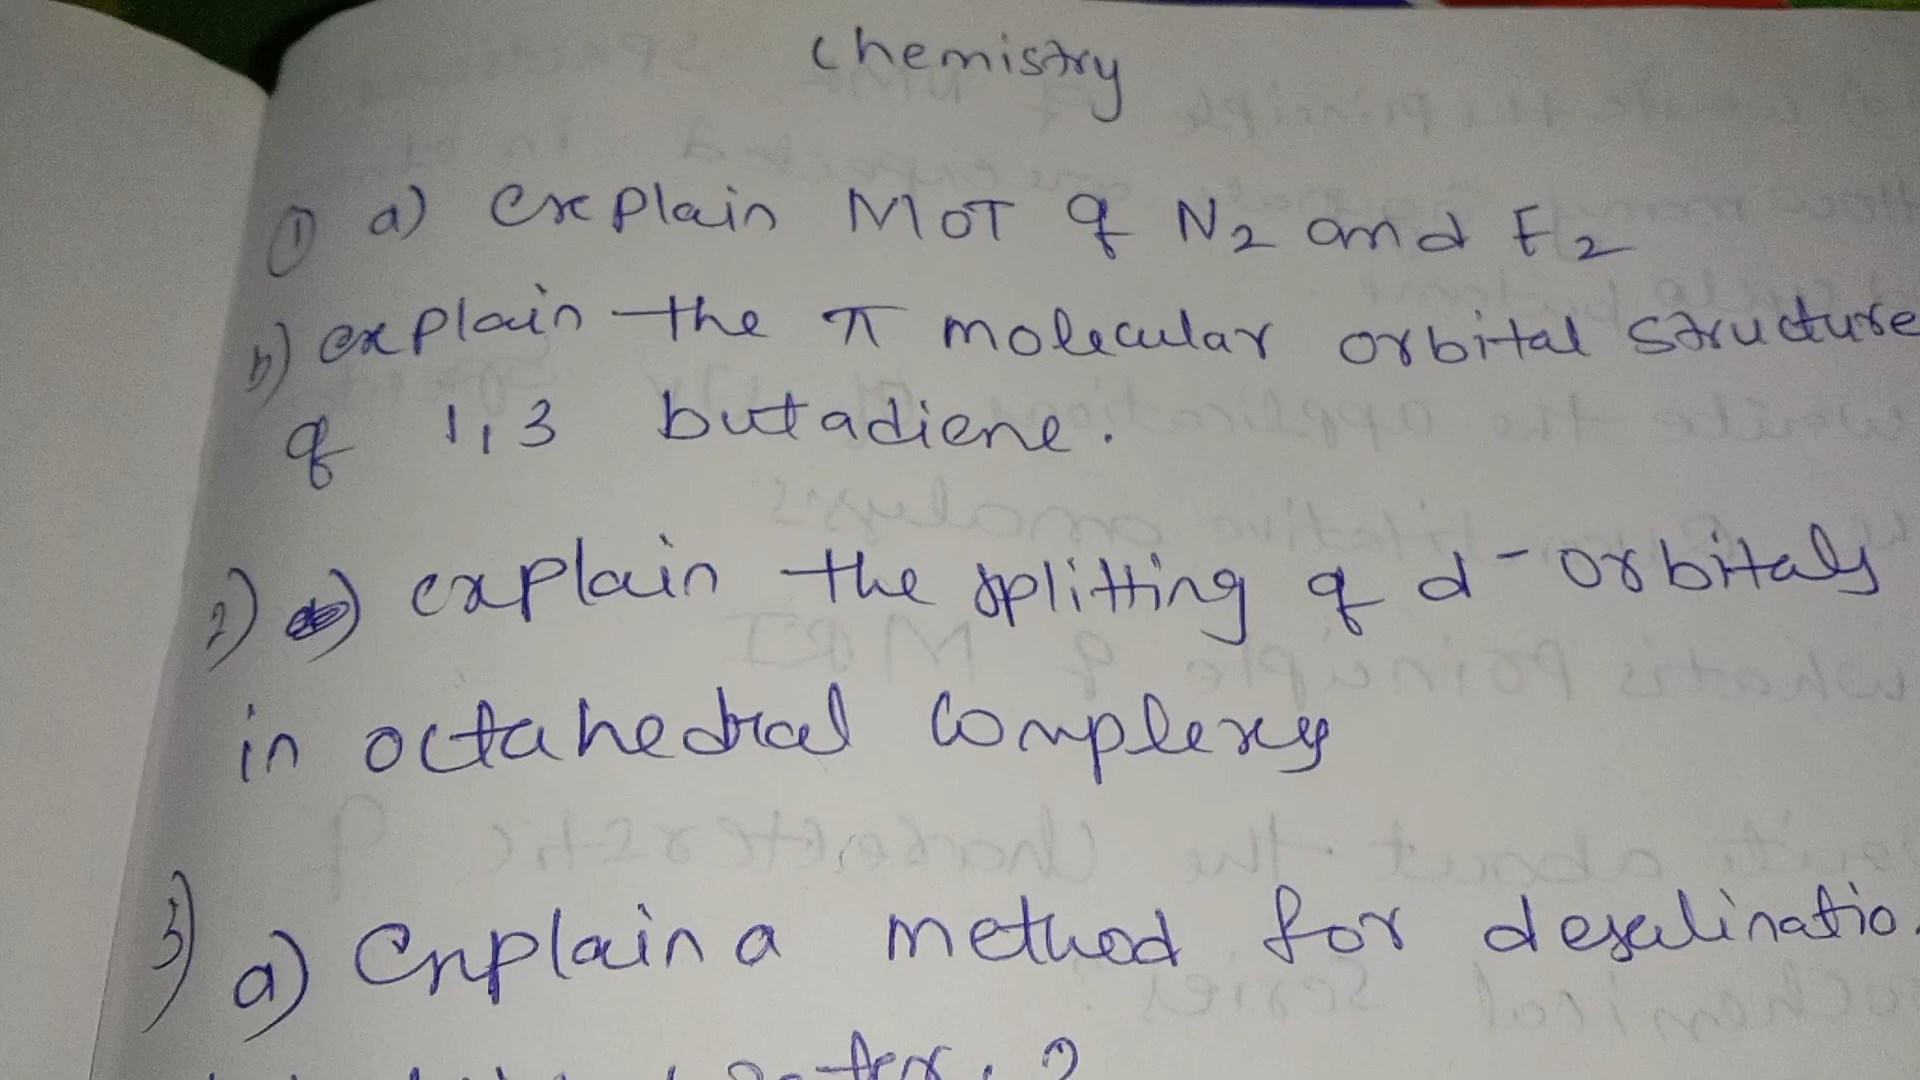 chemistry
① a) explain MOT of N2 and F2
b) explain the π molecular orbital structure
of 1,3 butadiene.
2) explain the splitting of d-orbitals
in octahedral complexes
3) a) Explain a method for desalinatio